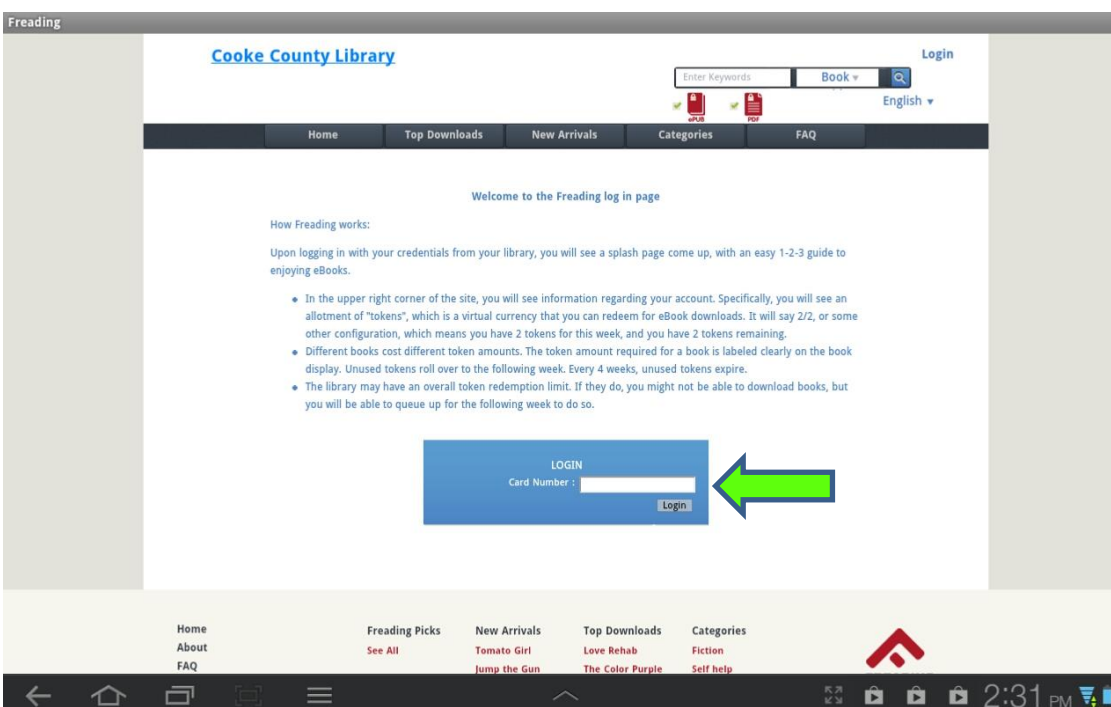 Freading
Cooke County Library
Login
Enter Keywords
Book
English
ePUB
PDF
Home Top Downloads New Arrivals Categories FAQ
Welcome to the Freading log in page
How Freading works:
Upon logging in with your credentials from your library, you will see a splash page come up, with an easy 1-2-3 guide to
enjoying eBooks.
In the upper right corner of the site, you will see information regarding your account. Specifically, you will see an
allotment of "tokens", which is a virtual currency that you can redeem for eBook downloads. It will say 2/2, or some
other configuration, which means you have 2 tokens for this week, and you have 2 tokens remaining.
Different books cost different token amounts. The token amount required for a book is labeled clearly on the book
display. Unused tokens roll over to the following week. Every 4 weeks, unused tokens expire.
The library may have an overall token redemption limit. If they do, you might not be able to download books, but
you will be able to queue up for the following week to do so.
LOGIN
Card Number :
Login
Home Freading Picks New Arrivals Top Downloads Categories
About See All Tomato Girl Love Rehab Fiction
FAQ Jump the Gun The Color Purple Self help
2:31 PM